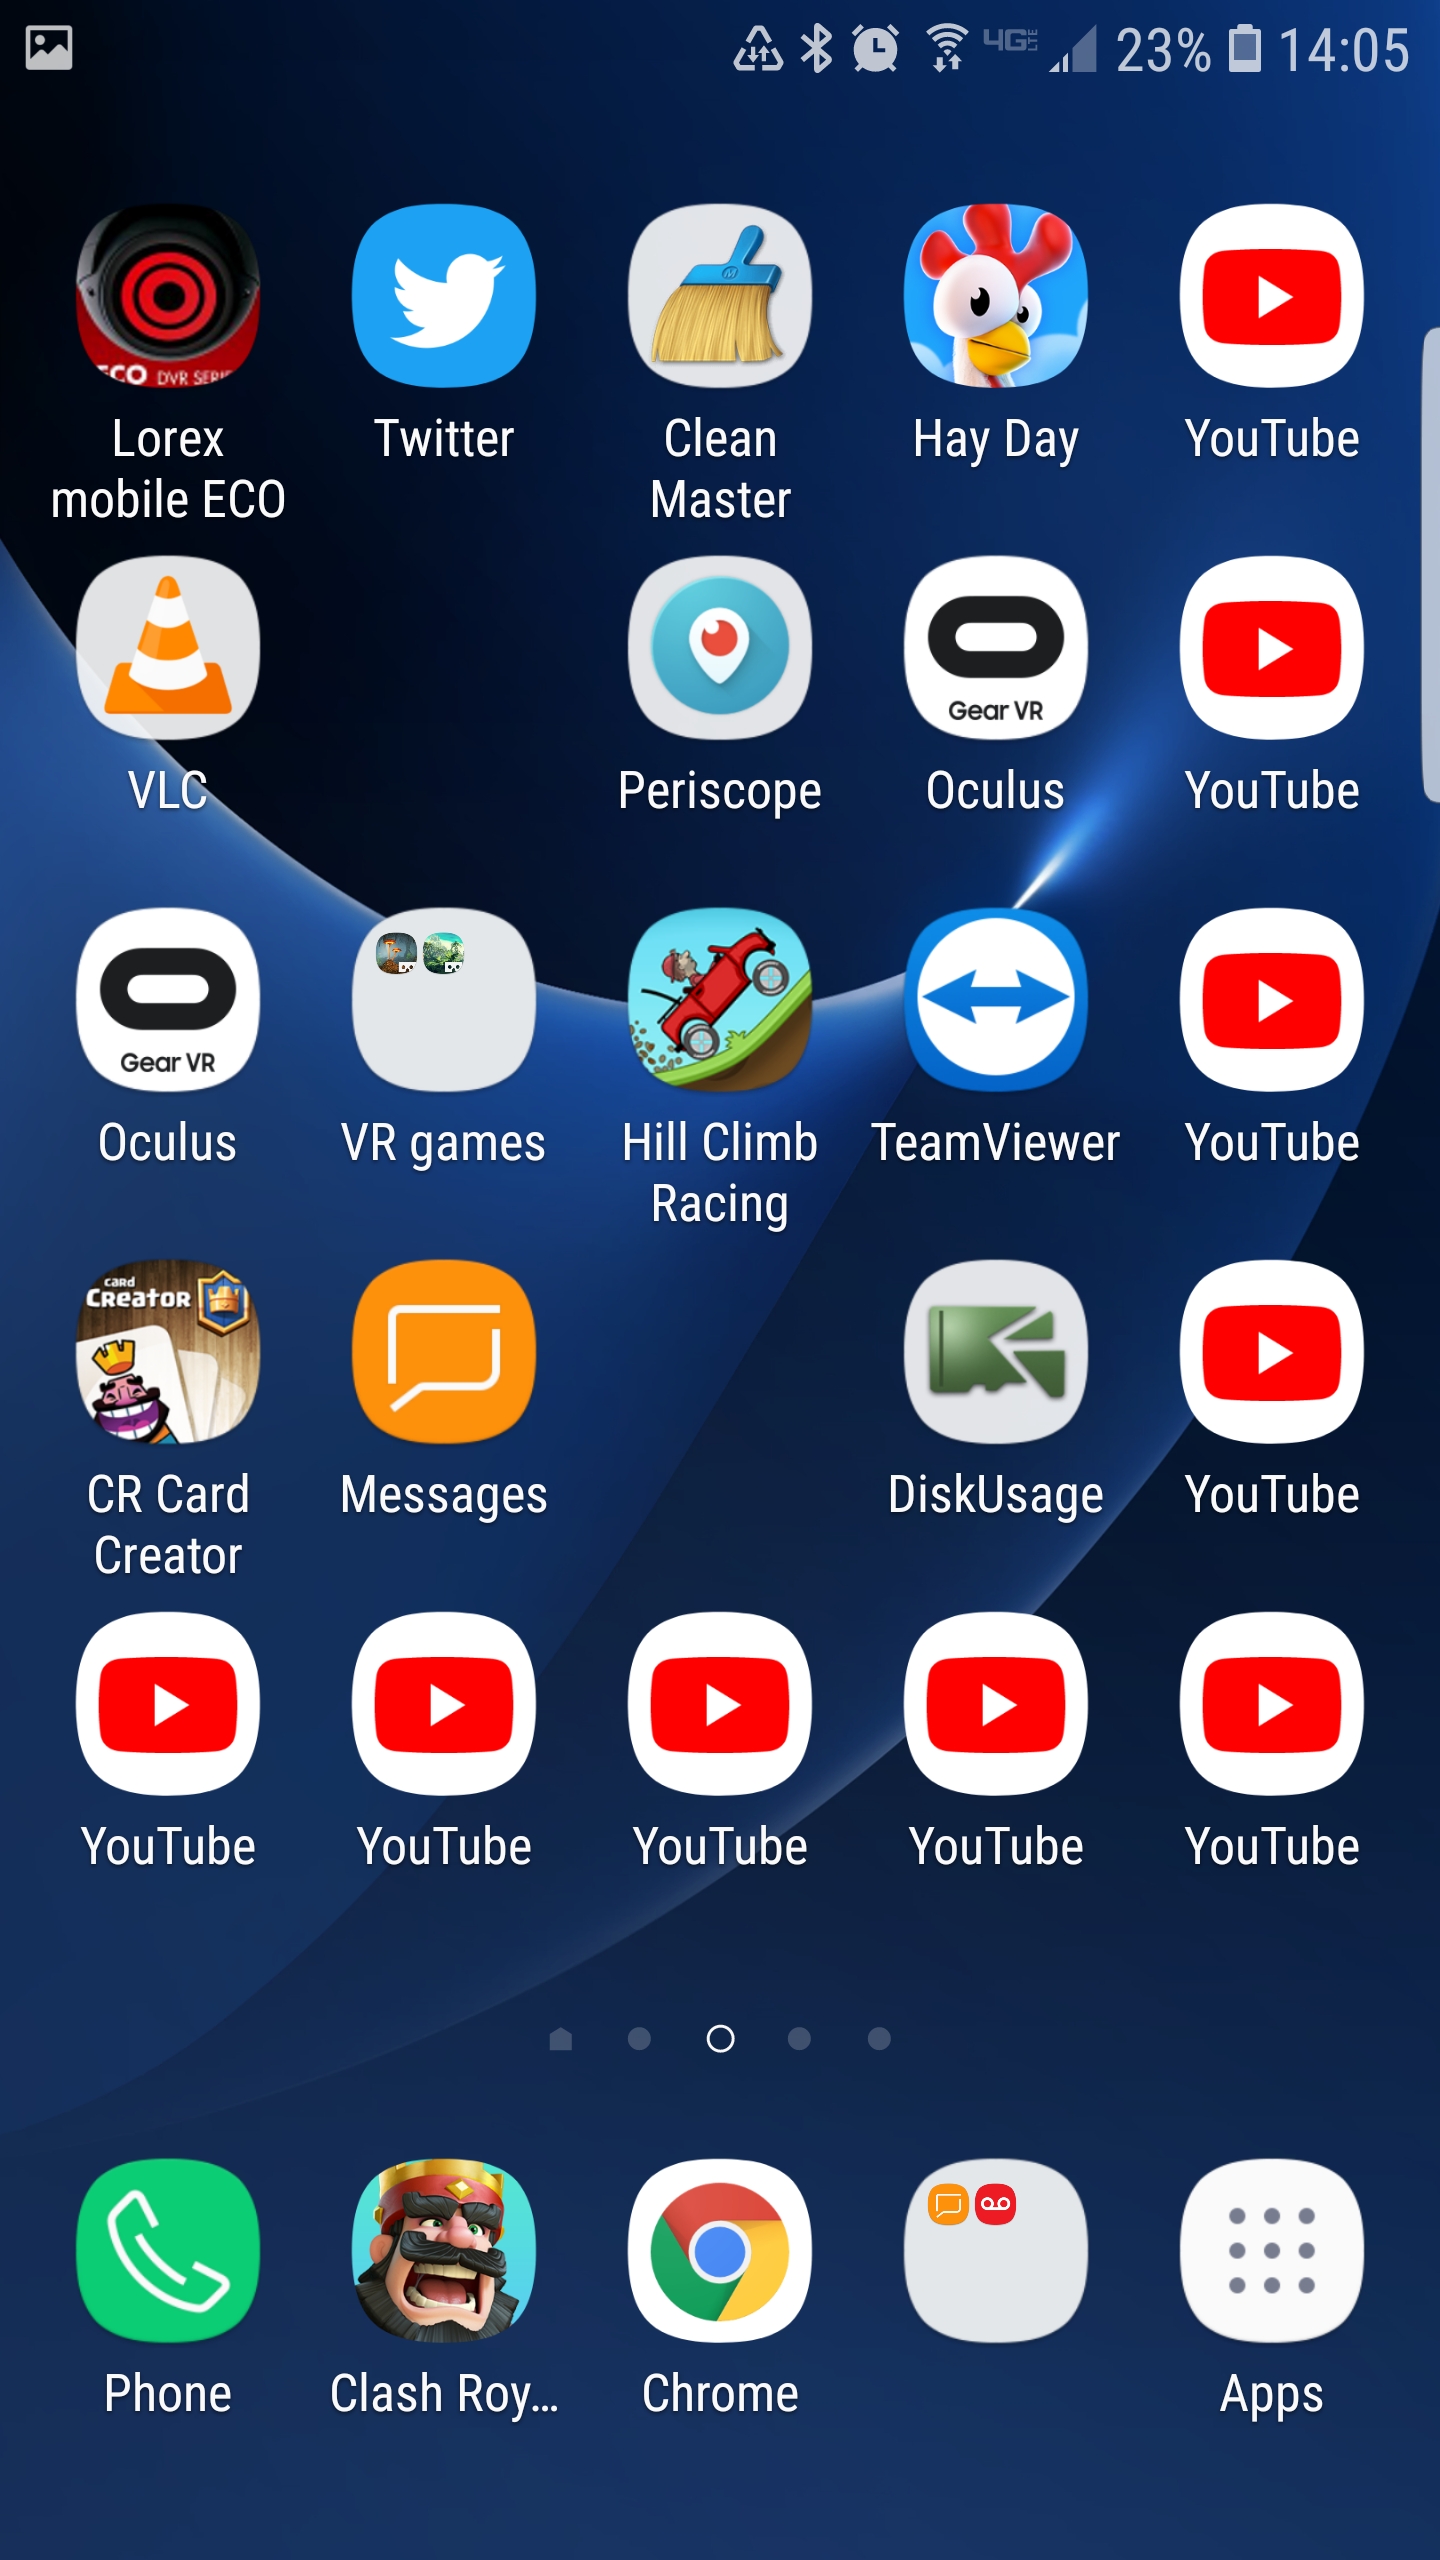 4G LTE 23% 14:05
ECO DVR SERIE
Lorex
mobile ECO
Twitter
Clean
Master
Hay Day
YouTube
VLC
Periscope
Gear VR
Oculus
YouTube
Gear VR
Oculus
VR games
Hill Climb
Racing
TeamViewer
YouTube
CARD
CREATOR
CR Card
Creator
Messages
DiskUsage
YouTube
YouTube
YouTube
YouTube
YouTube
YouTube
Phone
Clash Roy...
Chrome
Apps